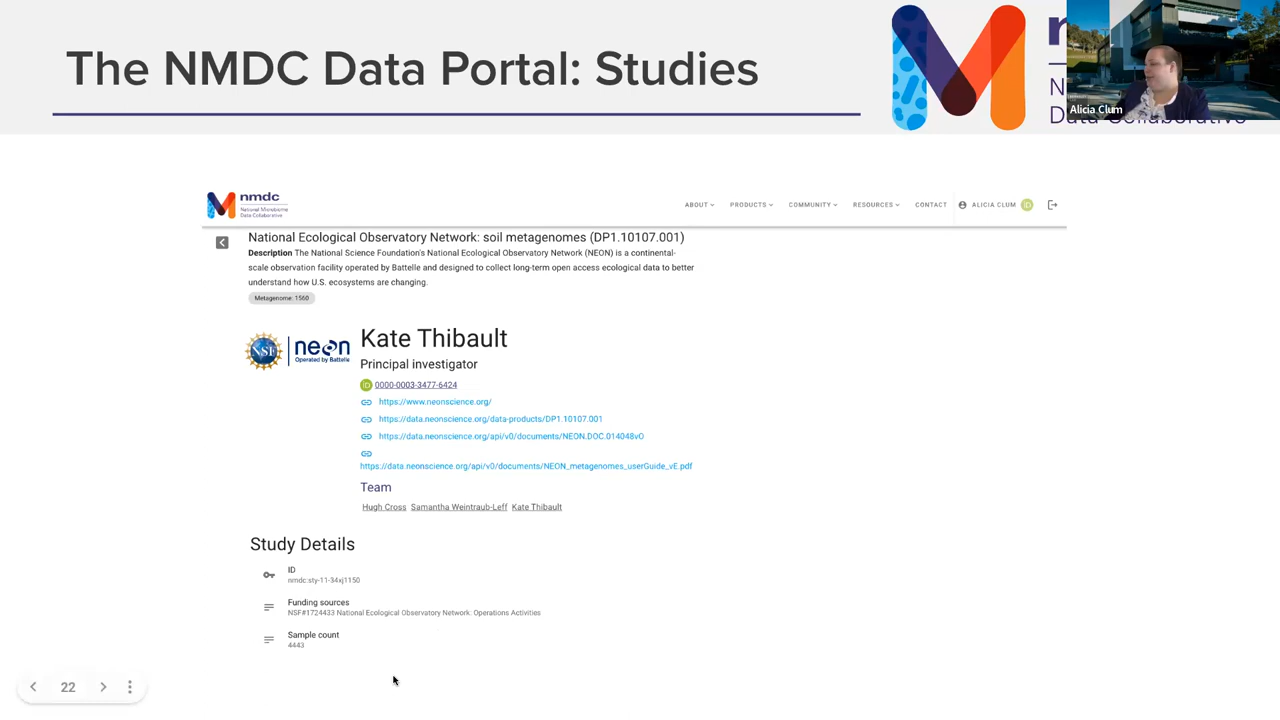 The NMDC Data Portal: Studies
Alicia Clum
nmdc
National Microbiome
Data Collaborative
ABOUT
PRODUCTS
COMMUNITY
RESOURCES
CONTACT
ALICIA CLUM
iD
National Ecological Observatory Network: soil metagenomes (DP1.10107.001)
Description The National Science Foundation's National Ecological Observatory Network (NEON) is a continental-
scale observation facility operated by Battelle and designed to collect long-term open access ecological data to better
understand how U.S. ecosystems are changing.
Metagenome: 1560
NSF
neon
Operated by Battelle
Kate Thibault
Principal investigator
iD 0000-0003-3477-6424
https://www.neonscience.org/
https://data.neonscience.org/data-products/DP1.10107.001
https://data.neonscience.org/api/v0/documents/NEON.DOC.014048vO
https://data.neonscience.org/api/v0/documents/NEON_metagenomes_userGuide_vE.pdf
Team
Hugh Cross Samantha Weintraub-Leff Kate Thibault
Study Details
ID
nmdc:sty-11-34xj1150
Funding sources
NSF#1724433 National Ecological Observatory Network: Operations Activities
Sample count
4443
22